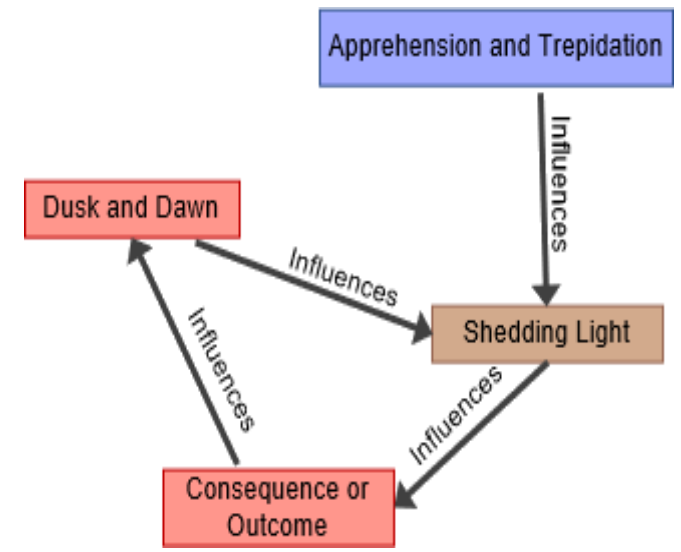 Apprehension and Trepidation
Influences
Dusk and Dawn
Influences
Shedding Light
Influences
Influences
Consequence or
Outcome